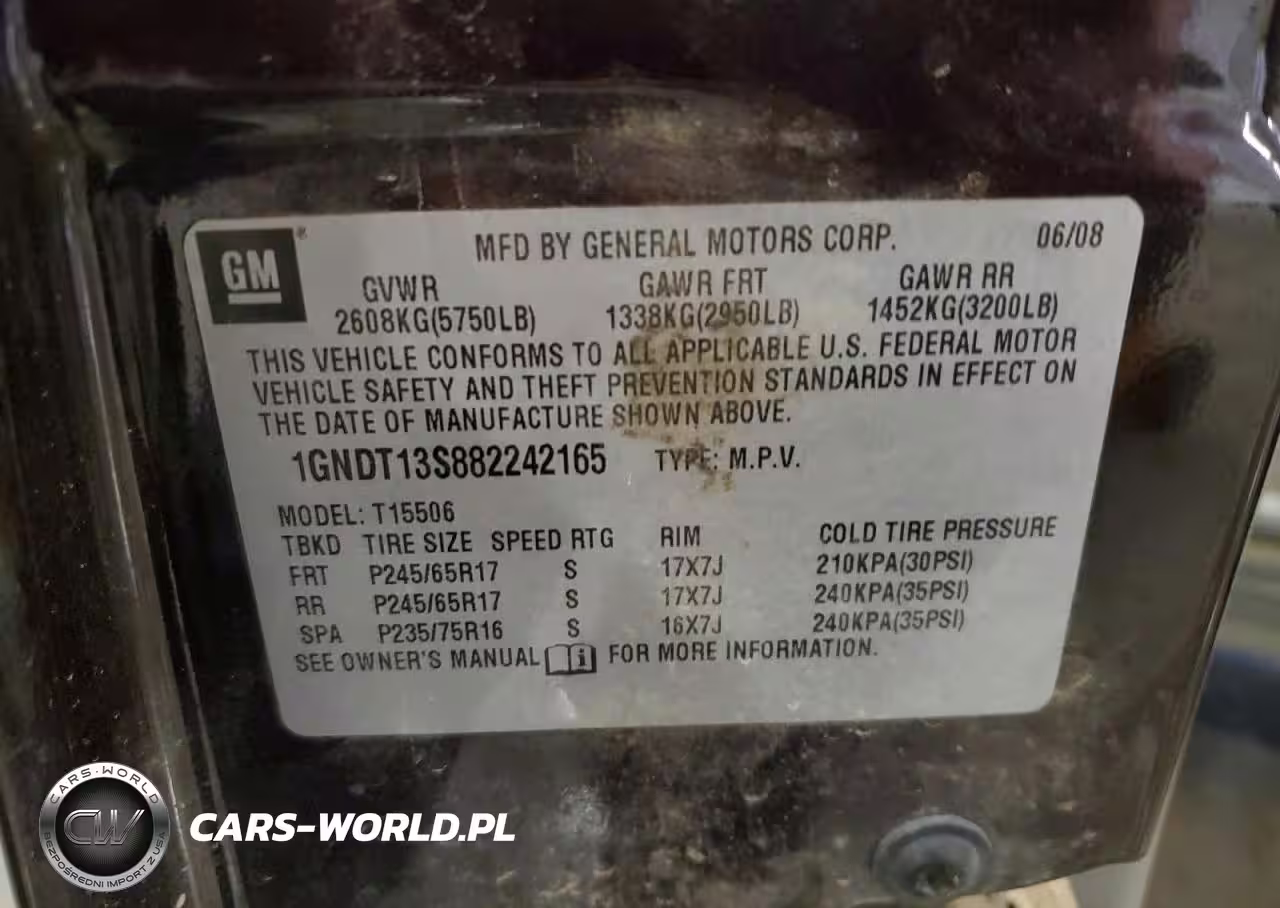 GM®
MFD BY GENERAL MOTORS CORP. 06/08
GVWR GAWR FRT GAWR RR
2608KG(5750LB) 1338KG(2950LB) 1452KG(3200LB)
THIS VEHICLE CONFORMS TO ALL APPLICABLE U.S. FEDERAL MOTOR
VEHICLE SAFETY AND THEFT PREVENTION STANDARDS IN EFFECT ON
THE DATE OF MANUFACTURE SHOWN ABOVE.
1GNDT13S882242165 TYPE: M.P.V.
MODEL: T15506
TBKD TIRE SIZE SPEED RTG RIM COLD TIRE PRESSURE
FRT P245/65R17 S 17X7J 210KPA(30PSI)
RR P245/65R17 S 17X7J 240KPA(35PSI)
SPA P235/75R16 S 16X7J 240KPA(35PSI)
SEE OWNER'S MANUAL i FOR MORE INFORMATION.
CARS-WORLD
CW
BEZPOŚREDNI IMPORT Z USA
CARS-WORLD.PL